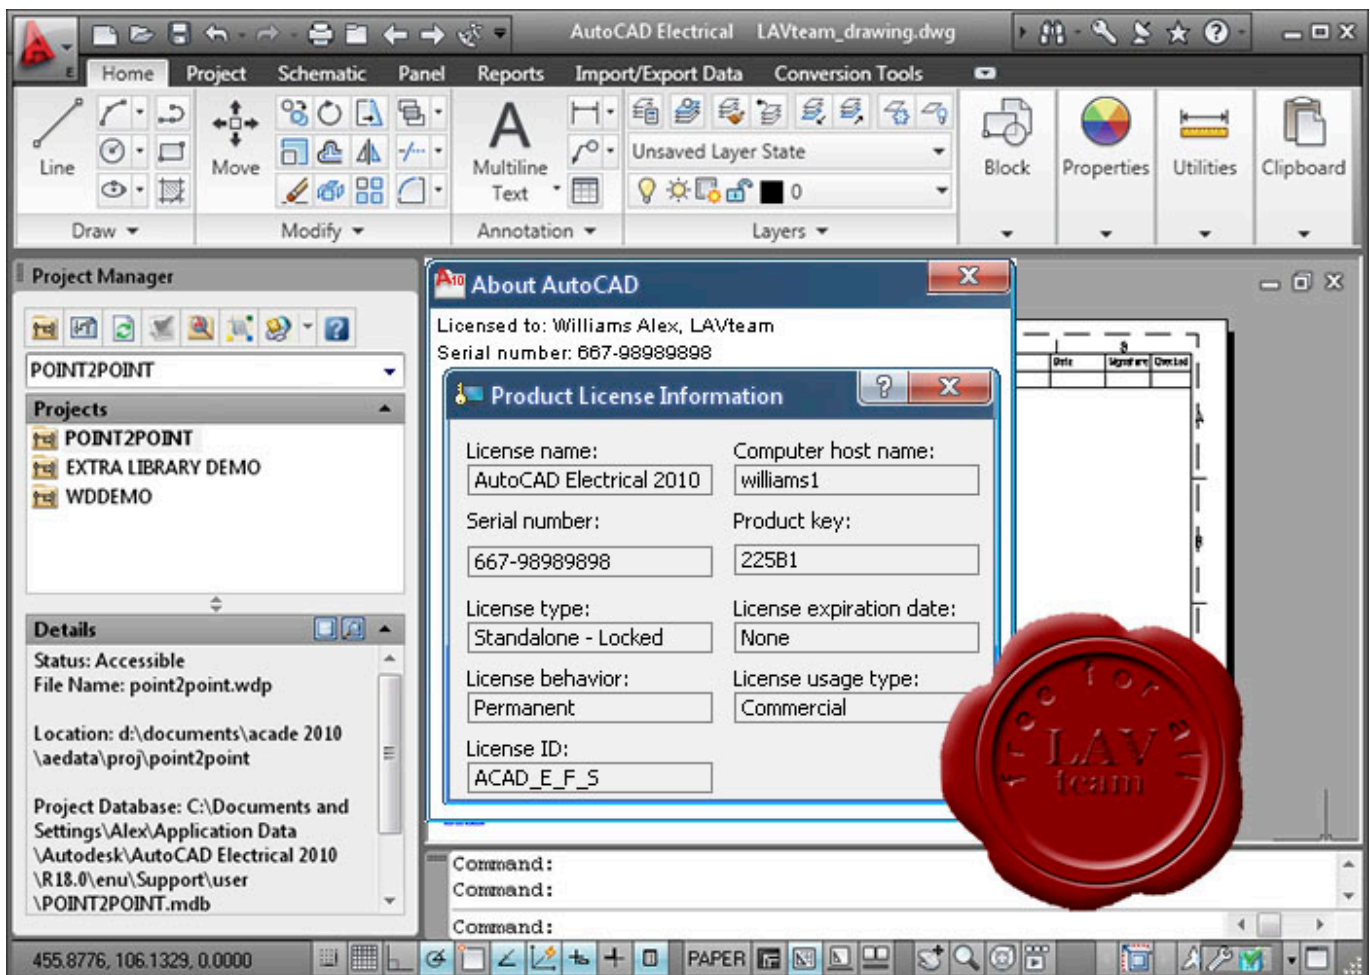 AutoCAD Electrical LAVteam_drawing.dwg
E
Home Project Schematic Panel Reports Import/Export Data Conversion Tools
Line
Move
Multiline
Text
Unsaved Layer State
0
Block
Properties
Utilities
Clipboard
Draw
Modify
Annotation
Layers
Project Manager
POINT2POINT
Projects
POINT2POINT
EXTRA LIBRARY DEMO
WDDEMO
Details
Status: Accessible
File Name: point2point.wdp
Location: d:\documents\acade 2010
\aedata\proj\point2point
Project Database: C:\Documents and
Settings\Alex\Application Data
\Autodesk\AutoCAD Electrical 2010
\R18.0\enu\Support\user
\POINT2POINT.mdb
About AutoCAD
Licensed to: Williams Alex, LAVteam
Serial number: 667-98989898
Product License Information
License name:
AutoCAD Electrical 2010
Computer host name:
williams1
Serial number:
667-98989898
Product key:
225B1
License type:
Standalone - Locked
License expiration date:
None
License behavior:
Permanent
License usage type:
Commercial
License ID:
ACAD_E_F_S
free for all
LAV
team
Command:
Command:
Command:
455.8776, 106.1329, 0.0000
PAPER